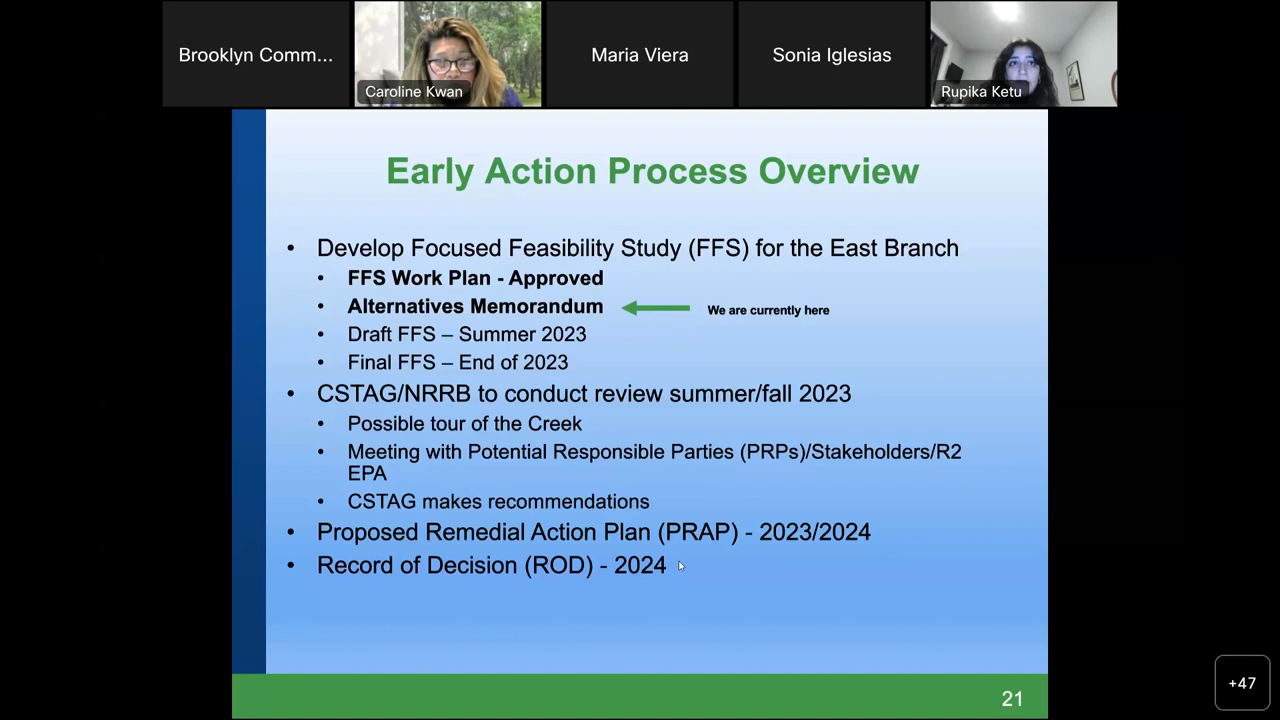 Brooklyn Comm...
Caroline Kwan
Maria Viera
Sonia Iglesias
Rupika Ketu
Early Action Process Overview
• Develop Focused Feasibility Study (FFS) for the East Branch
• FFS Work Plan - Approved
• Alternatives Memorandum
We are currently here
• Draft FFS – Summer 2023
• Final FFS – End of 2023
• CSTAG/NRRB to conduct review summer/fall 2023
• Possible tour of the Creek
• Meeting with Potential Responsible Parties (PRPs)/Stakeholders/R2
EPA
• CSTAG makes recommendations
• Proposed Remedial Action Plan (PRAP) - 2023/2024
• Record of Decision (ROD) - 2024
21
+47